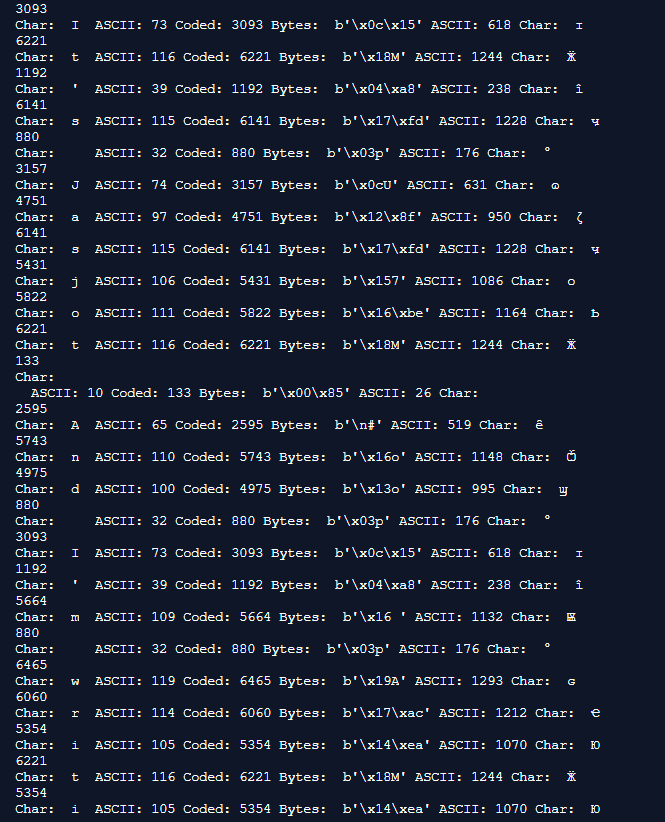 3093
Char:  I  ASCII: 73 Coded: 3093 Bytes:  b'\x0c\x15' ASCII: 618 Char:  ɪ
6221
Char:  t  ASCII: 116 Coded: 6221 Bytes:  b'\x18M' ASCII: 1244 Char:  Ӝ
1192
Char:  '  ASCII: 39 Coded: 1192 Bytes:  b'\x04\xa8' ASCII: 238 Char:  î
6141
Char:  s  ASCII: 115 Coded: 6141 Bytes:  b'\x17\xfd' ASCII: 1228 Char:  ӌ
880
Char:     ASCII: 32 Coded: 880 Bytes:  b'\x03p' ASCII: 176 Char:  °
3157
Char:  J  ASCII: 74 Coded: 3157 Bytes:  b'\x0cU' ASCII: 631 Char:  ɷ
4751
Char:  a  ASCII: 97 Coded: 4751 Bytes:  b'\x12\x8f' ASCII: 950 Char:  ζ
6141
Char:  s  ASCII: 115 Coded: 6141 Bytes:  b'\x17\xfd' ASCII: 1228 Char:  ӌ
5431
Char:  j  ASCII: 106 Coded: 5431 Bytes:  b'\x157' ASCII: 1086 Char:  о
5822
Char:  o  ASCII: 111 Coded: 5822 Bytes:  b'\x16\xbe' ASCII: 1164 Char:  Ҍ
6221
Char:  t  ASCII: 116 Coded: 6221 Bytes:  b'\x18M' ASCII: 1244 Char:  Ӝ
133
Char:
  ASCII: 10 Coded: 133 Bytes:  b'\x00\x85' ASCII: 26 Char:
2595
Char:  A  ASCII: 65 Coded: 2595 Bytes:  b'\n#' ASCII: 519 Char:  ȇ
5743
Char:  n  ASCII: 110 Coded: 5743 Bytes:  b'\x16o' ASCII: 1148 Char:  Ѽ
4975
Char:  d  ASCII: 100 Coded: 4975 Bytes:  b'\x13o' ASCII: 995 Char:  ϣ
880
Char:     ASCII: 32 Coded: 880 Bytes:  b'\x03p' ASCII: 176 Char:  °
3093
Char:  I  ASCII: 73 Coded: 3093 Bytes:  b'\x0c\x15' ASCII: 618 Char:  ɪ
1192
Char:  '  ASCII: 39 Coded: 1192 Bytes:  b'\x04\xa8' ASCII: 238 Char:  î
5664
Char:  m  ASCII: 109 Coded: 5664 Bytes:  b'\x16 ' ASCII: 1132 Char:  Ѭ
880
Char:     ASCII: 32 Coded: 880 Bytes:  b'\x03p' ASCII: 176 Char:  °
6465
Char:  w  ASCII: 119 Coded: 6465 Bytes:  b'\x19A' ASCII: 1293 Char:  ԍ
6060
Char:  r  ASCII: 114 Coded: 6060 Bytes:  b'\x17\xac' ASCII: 1212 Char:  Ҽ
5354
Char:  i  ASCII: 105 Coded: 5354 Bytes:  b'\x14\xea' ASCII: 1070 Char:  Ю
6221
Char:  t  ASCII: 116 Coded: 6221 Bytes:  b'\x18M' ASCII: 1244 Char:  Ӝ
5354
Char:  i  ASCII: 105 Coded: 5354 Bytes:  b'\x14\xea' ASCII: 1070 Char:  Ю